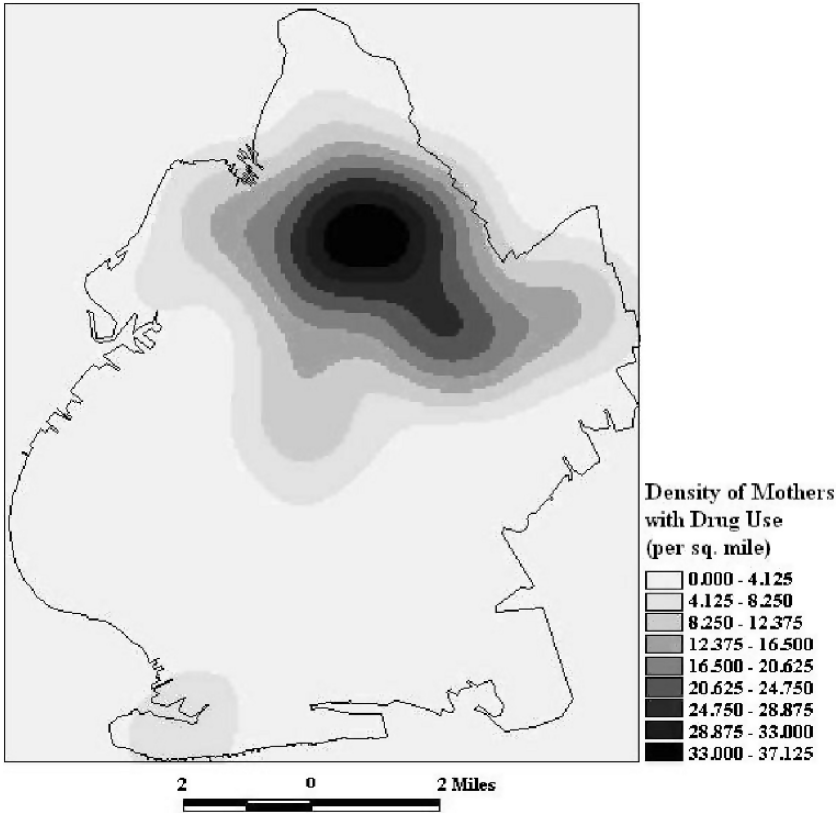 Density of Mothers
with Drug Use
(per sq. mile)
0.000 - 4.125
4.125 - 8.250
8.250 - 12.375
12.375 - 16.500
16.500 - 20.625
20.625 - 24.750
24.750 - 28.875
28.875 - 33.000
33.000 - 37.125
2 0 2 Miles